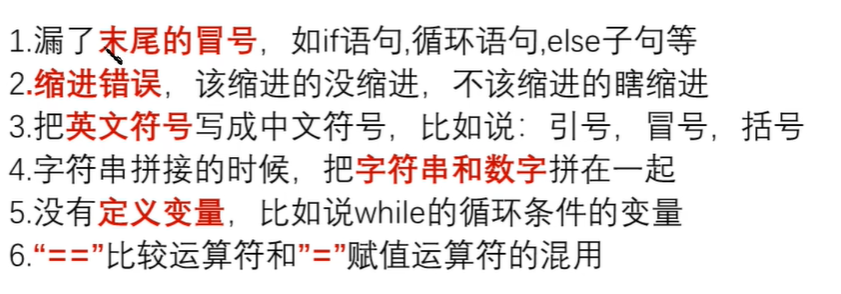 1.漏了末尾的冒号，如if语句,循环语句,else子句等
2.缩进错误，该缩进的没缩进，不该缩进的瞎缩进
3.把英文符号写成中文符号，比如说：引号，冒号，括号
4.字符串拼接的时候，把字符串和数字拼在一起
5.没有定义变量，比如说while的循环条件的变量
6.“==”比较运算符和”=”赋值运算符的混用